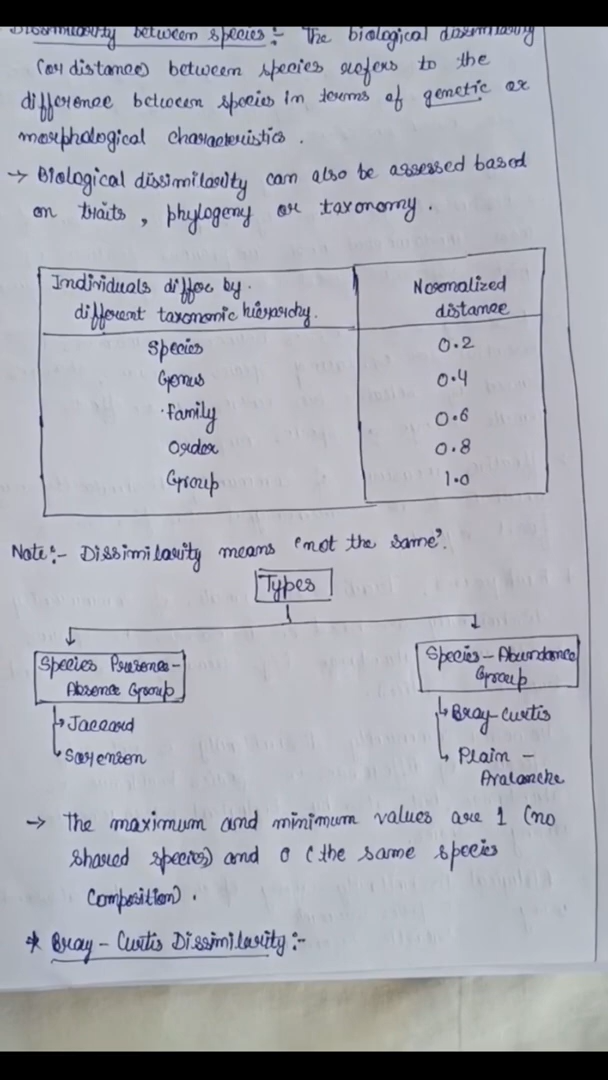 Dissimilarity between species :- The biological dissimilarity
(or distance) between species refers to the
difference between species in terms of genetic or
morphological characteristics.
→ Biological dissimilarity can also be assessed based
on traits, phylogeny or taxonomy.
Individuals differ by. Normalized
different taxonomic hierarchy. distance
Species 0.2
Genus 0.4
Family 0.6
Order 0.8
Group 1.0
Note:- Dissimilarity means 'not the same'.
Types
Species Presence- Species-Abundance
Absence Group Group
→ Jaccard → Bray-Curtis
→ Sorenson → Plain -
Avalanche
→ The maximum and minimum values are 1 (no
shared species) and 0 (the same species
Composition).
* Bray - Curtis Dissimilarity :-